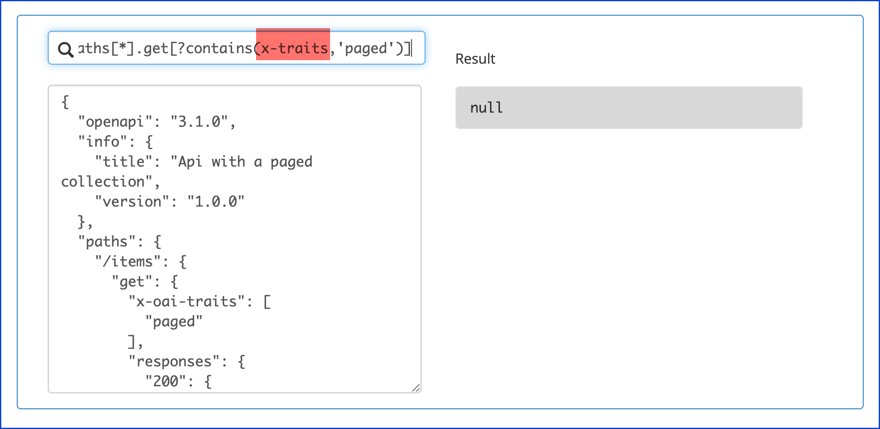 aths[*].get[?contains(x-traits,'paged')]
Result
null
{
"openapi": "3.1.0",
"info": {
"title": "Api with a paged
collection",
"version": "1.0.0"
},
"paths": {
"/items": {
"get": {
"x-oai-traits": [
"paged"
],
"responses": {
"200": {